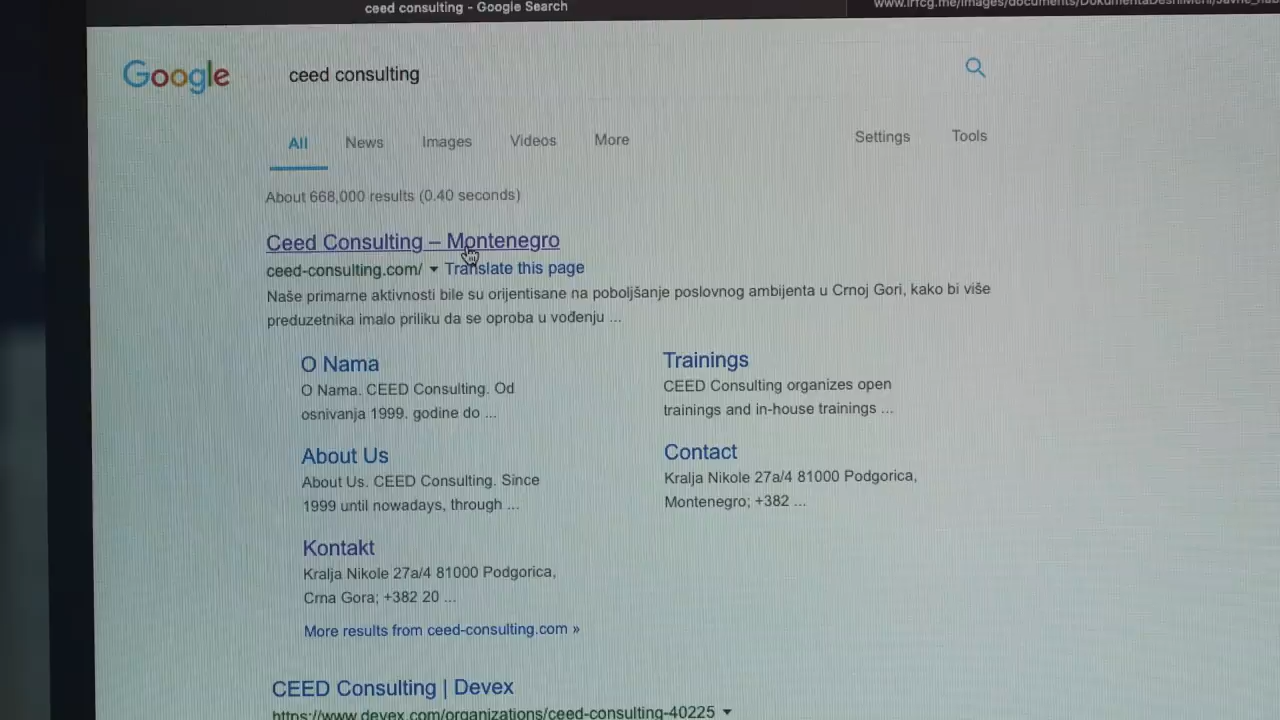 ceed consulting - Google Search
Google
ceed consulting
All News Images Videos More Settings Tools
About 668,000 results (0.40 seconds)
Ceed Consulting – Montenegro
ceed-consulting.com/ Translate this page
Naše primarne aktivnosti bile su orijentisane na poboljšanje poslovnog ambijenta u Crnoj Gori, kako bi više
preduzetnika imalo priliku da se oproba u vođenju ...
O Nama
O Nama. CEED Consulting. Od
osnivanja 1999. godine do ...
Trainings
CEED Consulting organizes open
trainings and in-house trainings ...
About Us
About Us. CEED Consulting. Since
1999 until nowadays, through ...
Contact
Kralja Nikole 27a/4 81000 Podgorica,
Montenegro; +382 ...
Kontakt
Kralja Nikole 27a/4 81000 Podgorica,
Crna Gora; +382 20 ...
More results from ceed-consulting.com »
CEED Consulting | Devex
https://www.devex.com/organizations/ceed-consulting-40225